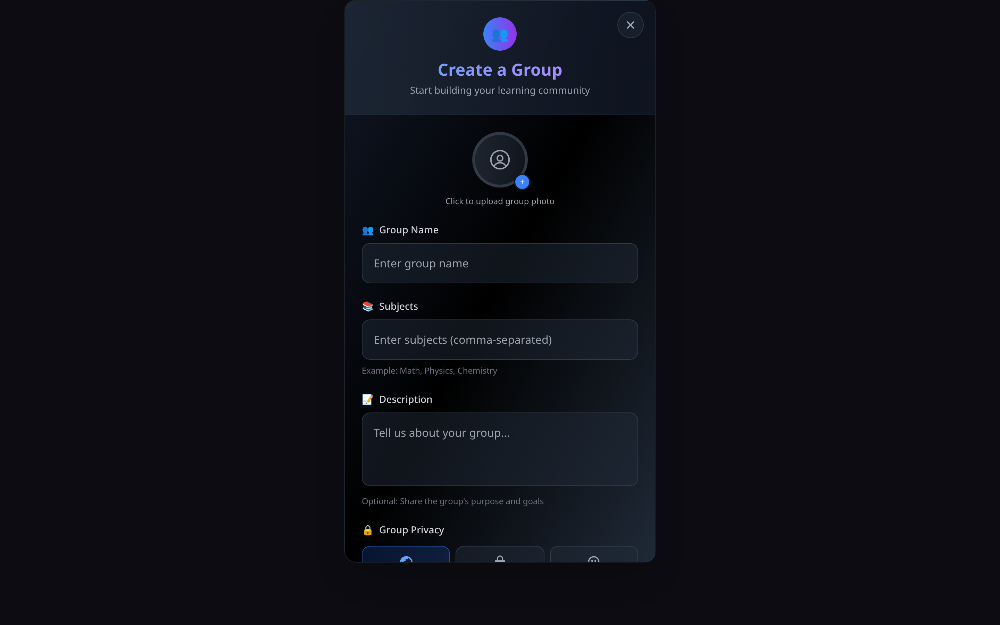 Create a Group
Start building your learning community
Click to upload group photo
Group Name
Enter group name
Subjects
Enter subjects (comma-separated)
Example: Math, Physics, Chemistry
Description
Tell us about your group...
Optional: Share the group's purpose and goals
Group Privacy